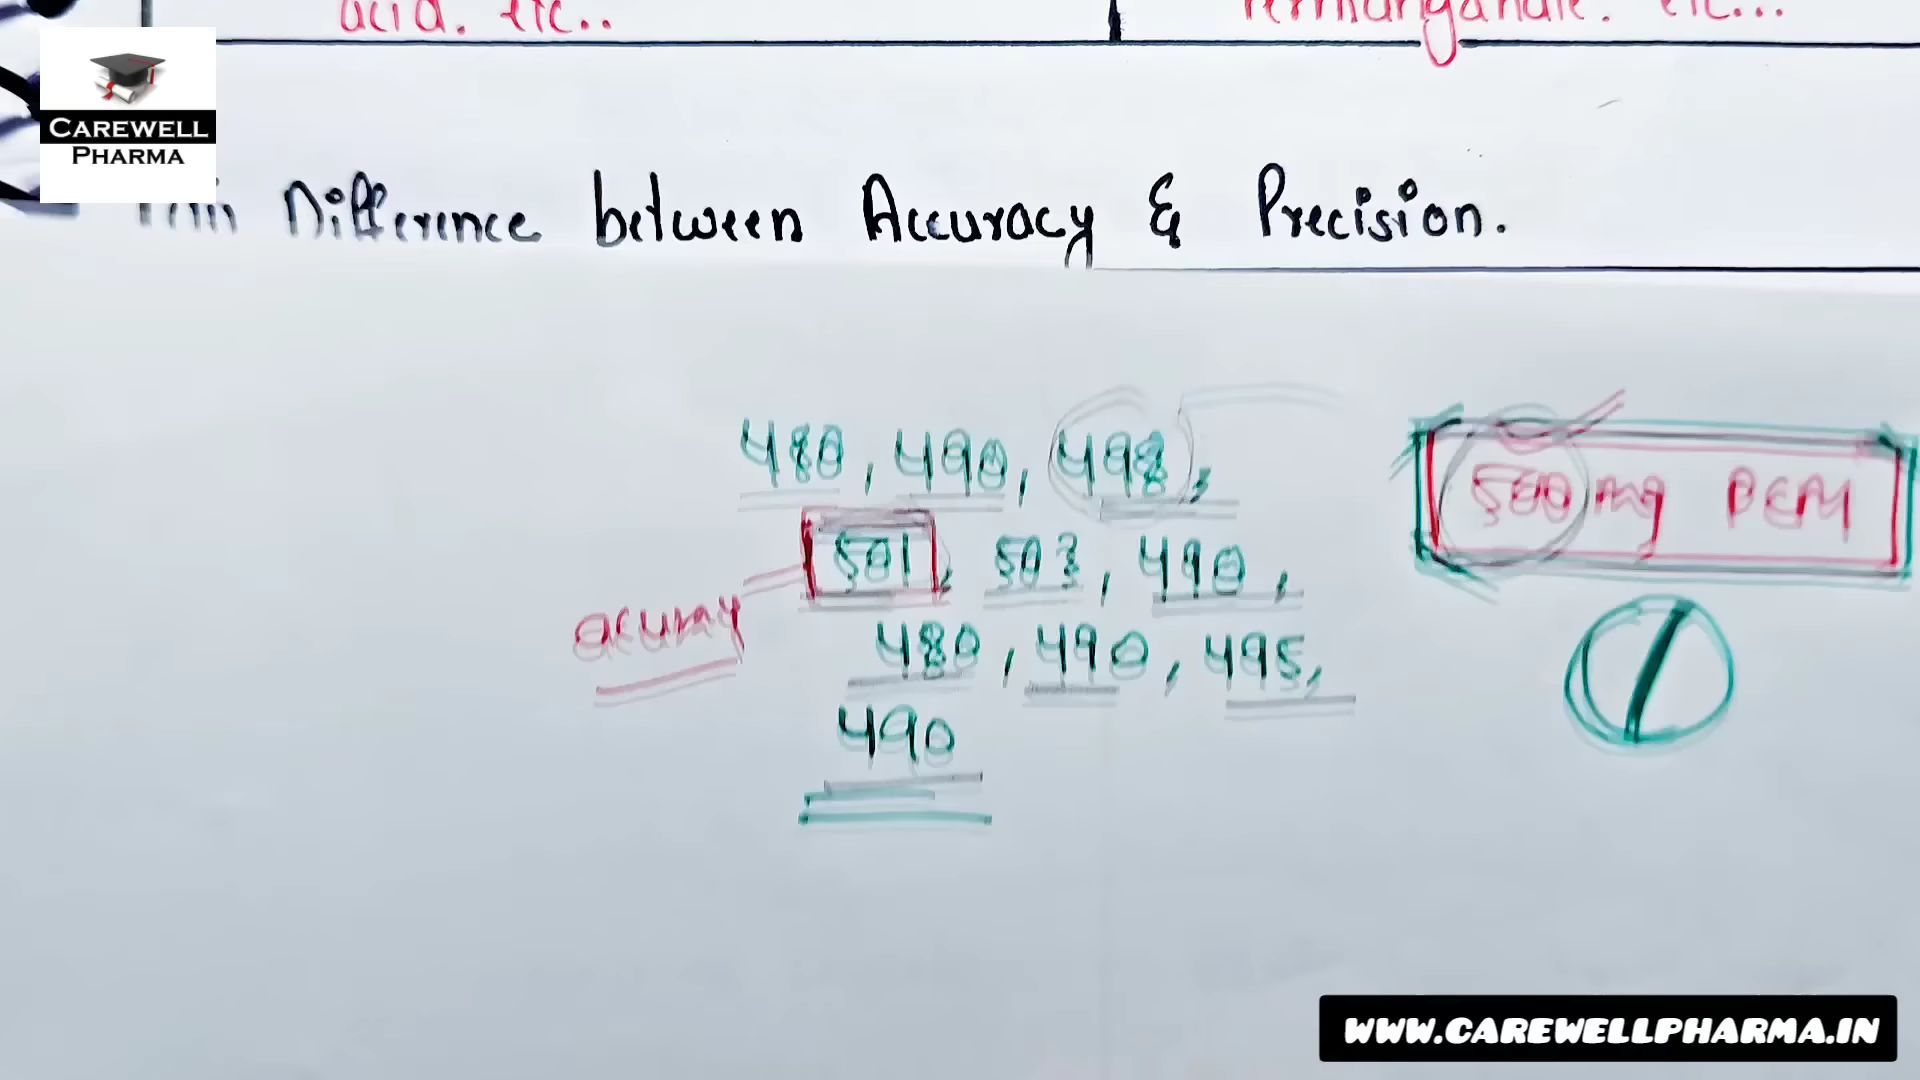 acid. etc..
Permanganate. etc...
CAREWELL
PHARMA
Difference between Accuracy & Precision.
480, 490, 498,
501, 503, 490,
acuray
480, 490, 495,
490
500 mg PCM
WWW.CAREWELLPHARMA.IN